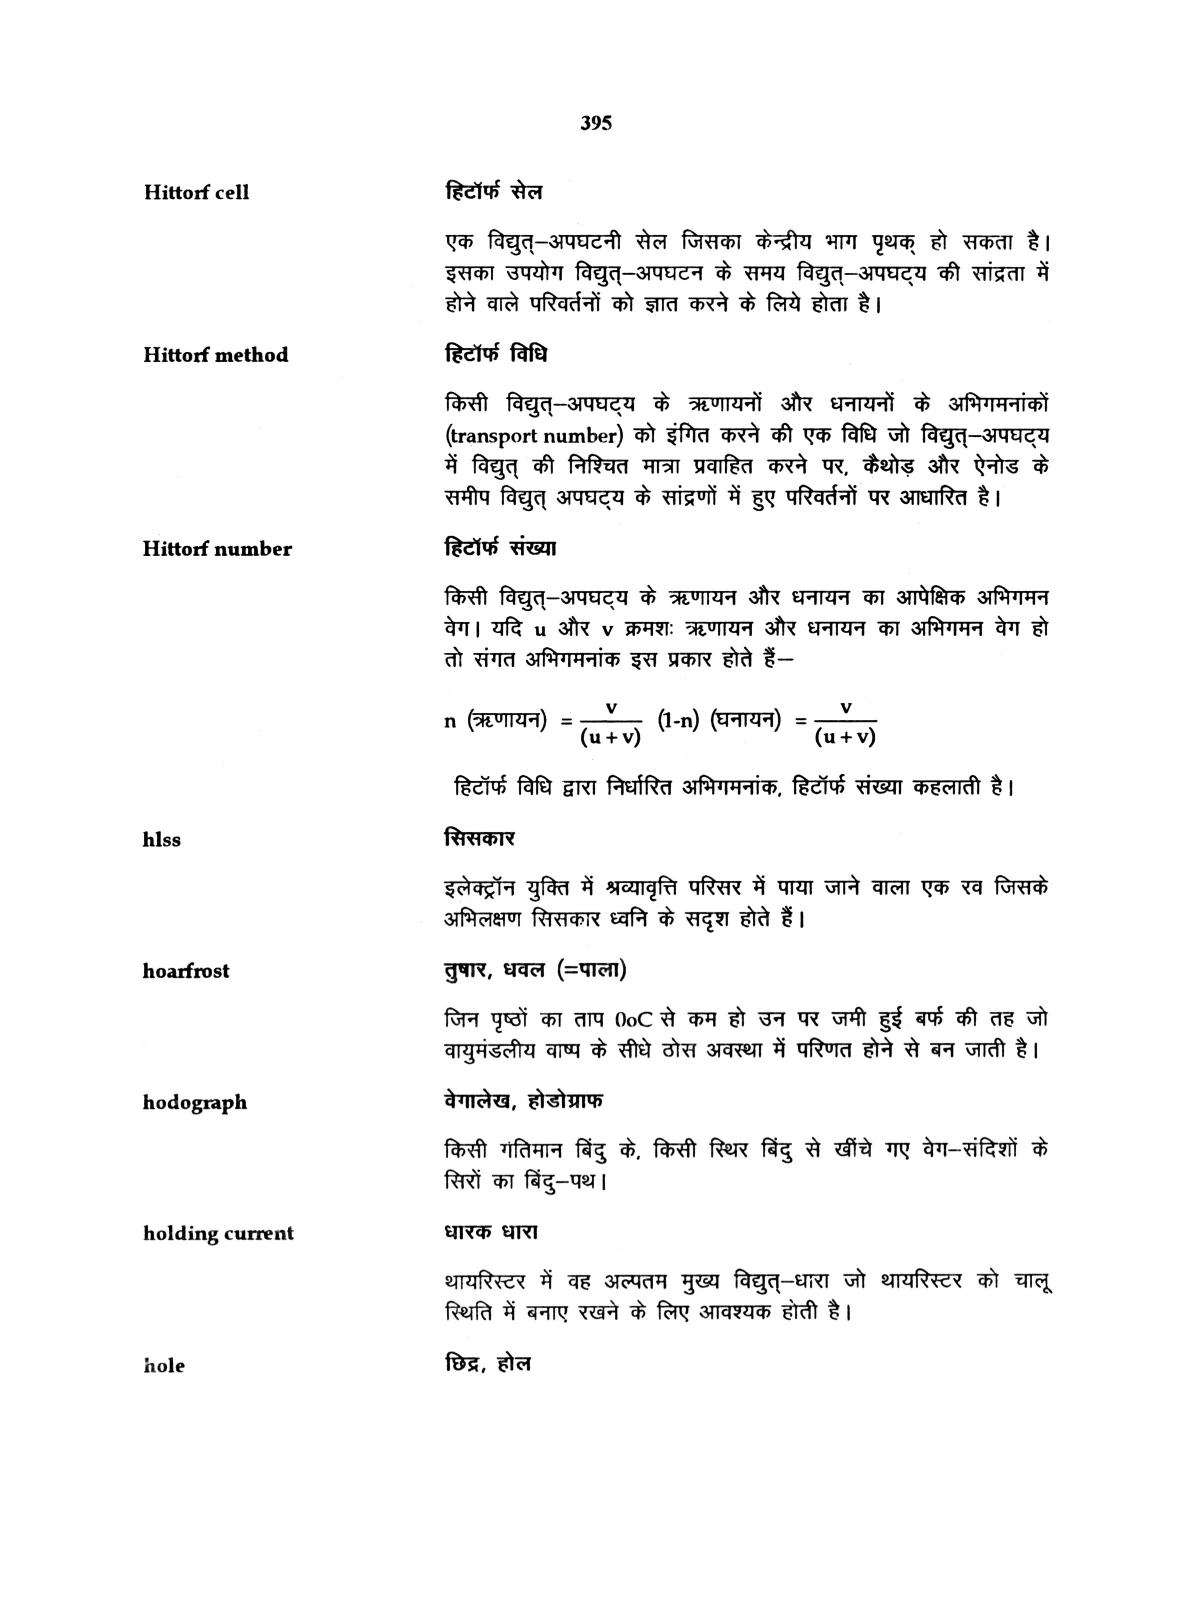 395
Hittorf cell हिटॉर्फ सेल
एक विद्युत्–अपघटनी सेल जिसका केन्द्रीय भाग पृथक् हो सकता है।
इसका उपयोग विद्युत्–अपघटन के समय विद्युत्–अपघट्य की सांद्रता में
होने वाले परिवर्तनों को ज्ञात करने के लिये होता है।
Hittorf method हिटॉर्फ विधि
किसी विद्युत्–अपघट्य के ऋणायनों और धनायनों के अभिगमनांकों
(transport number) को इंगित करने की एक विधि जो विद्युत्–अपघट्य
में विद्युत् की निश्चित मात्रा प्रवाहित करने पर, कैथोड़ और ऐनोड के
समीप विद्युत् अपघट्य के सांद्रणों में हुए परिवर्तनों पर आधारित है।
Hittorf number हिटॉर्फ संख्या
किसी विद्युत्–अपघट्य के ऋणायन और धनायन का आपेक्षिक अभिगमन
वेग। यदि u और v क्रमशः ऋणायन और धनायन का अभिगमन वेग हो
तो संगत अभिगमनांक इस प्रकार होते हैं–
n (ऋणायन) = v/(u+v) (1-n) (घनायन) = v/(u+v)
हिटॉर्फ विधि द्वारा निर्धारित अभिगमनांक, हिटॉर्फ संख्या कहलाती है।
hlss सिसकार
इलेक्ट्रॉन युक्ति में श्रव्यावृत्ति परिसर में पाया जाने वाला एक रव जिसके
अभिलक्षण सिसकार ध्वनि के सदृश होते हैं।
hoarfrost तुषार, धवल (=पाला)
जिन पृष्ठों का ताप 0oC से कम हो उन पर जमी हुई बर्फ की तह जो
वायुमंडलीय वाष्प के सीधे ठोस अवस्था में परिणत होने से बन जाती है।
hodograph वेगालेख, होडोग्राफ
किसी गतिमान बिंदु के, किसी स्थिर बिंदु से खींचे गए वेग–संदिशों के
सिरों का बिंदु–पथ।
holding current धारक धारा
थायरिस्टर में वह अल्पतम मुख्य विद्युत्–धारा जो थायरिस्टर को चालू
स्थिति में बनाए रखने के लिए आवश्यक होती है।
hole छिद्र, होल